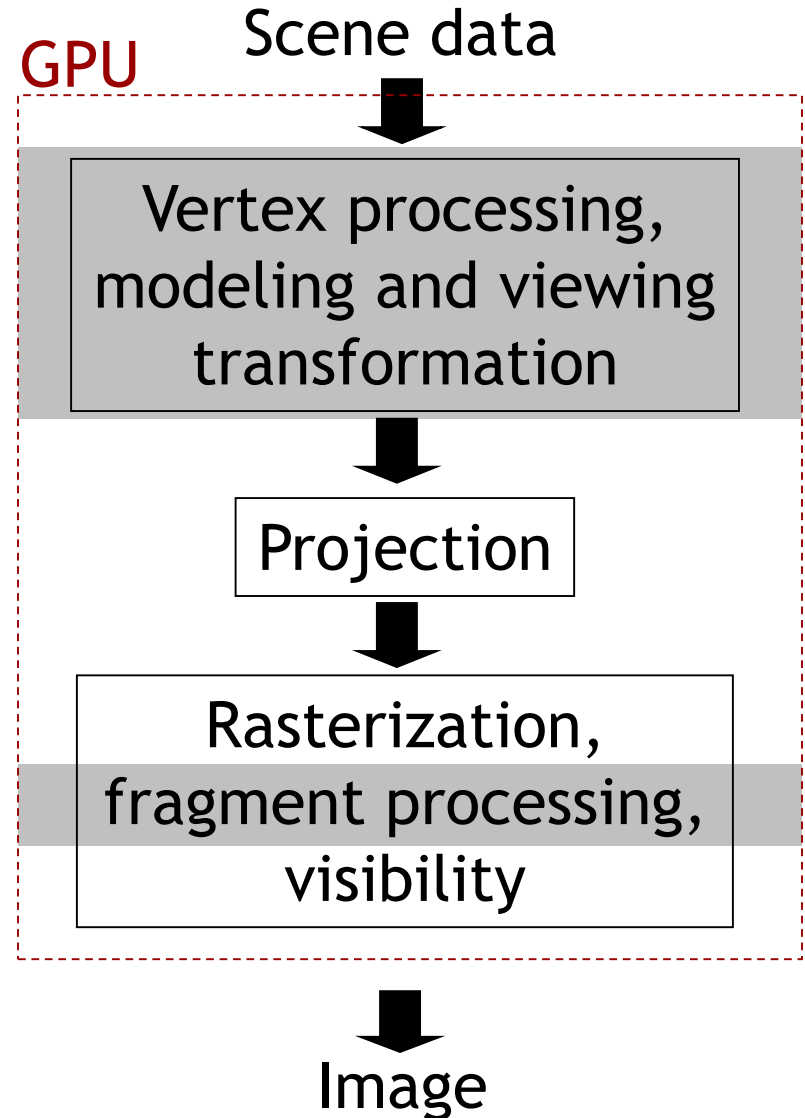 Scene data
GPU
Vertex processing,
modeling and viewing
transformation
Projection
Rasterization,
fragment processing,
visibility
Image